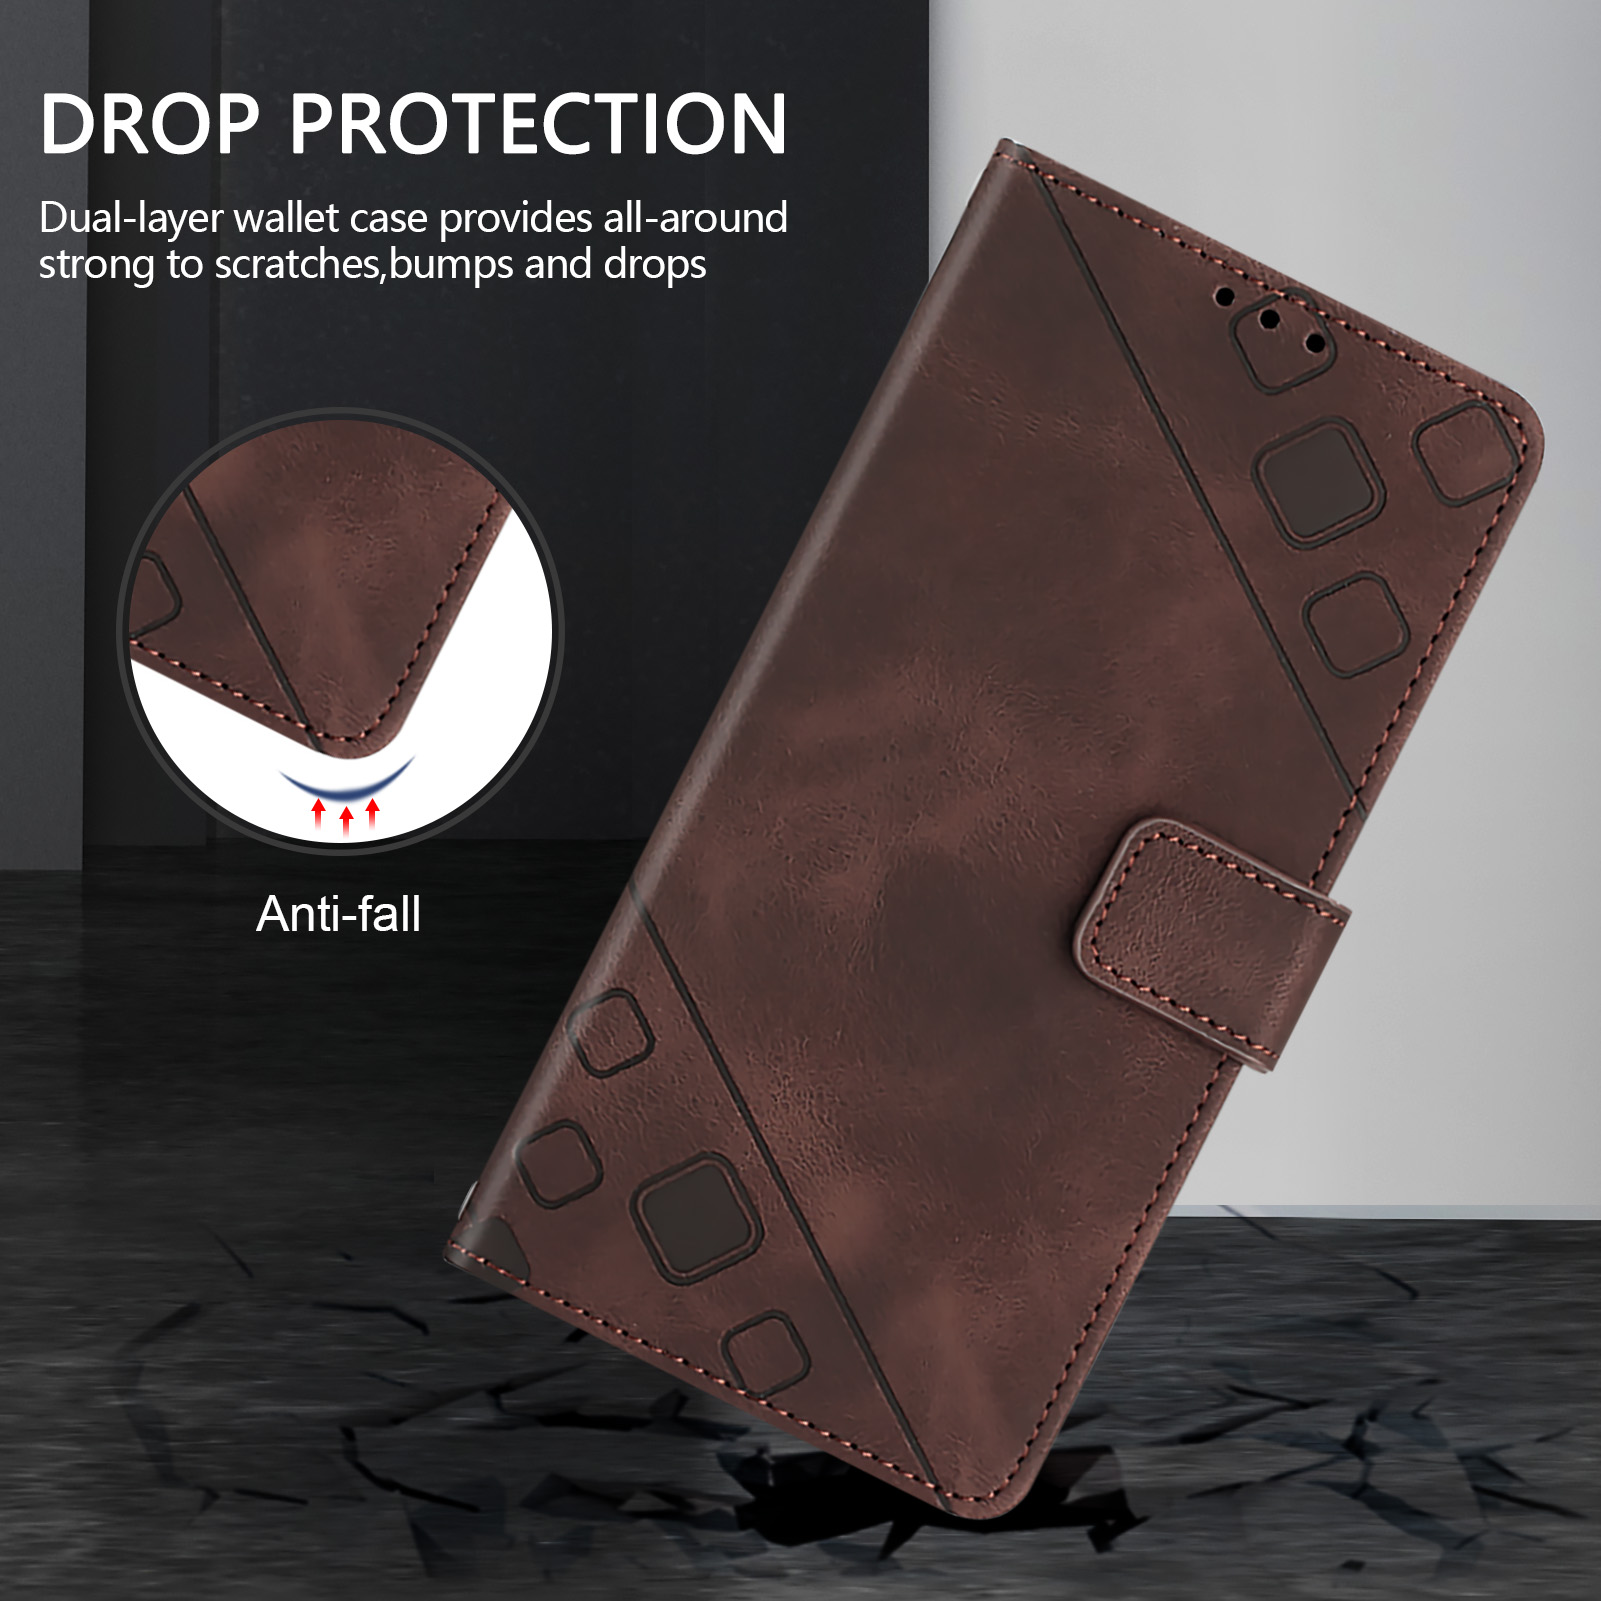 DROP PROTECTION
Dual-layer wallet case provides all-around
strong to scratches,bumps and drops
Anti-fall